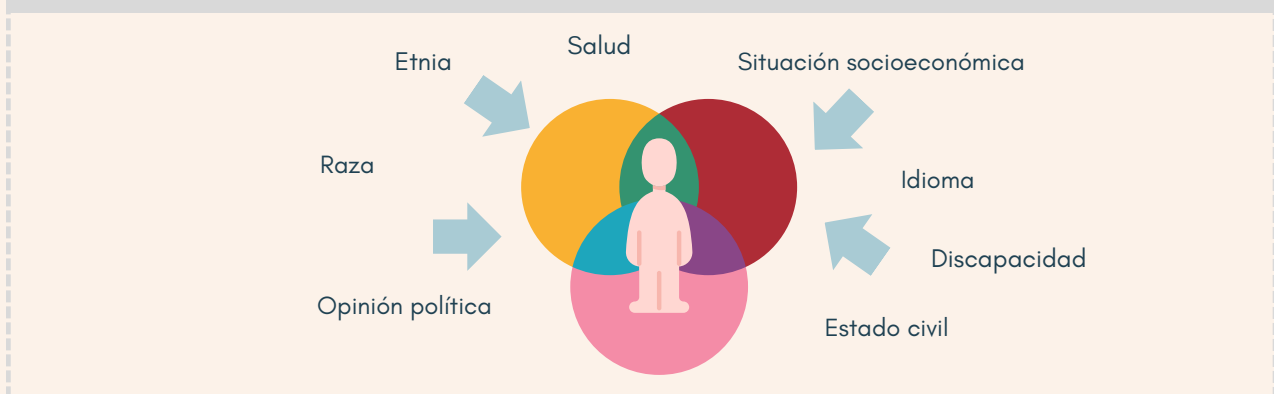 Salud
Etnia
Situación socioeconómica
Raza
Idioma
Discapacidad
Opinión política
Estado civil